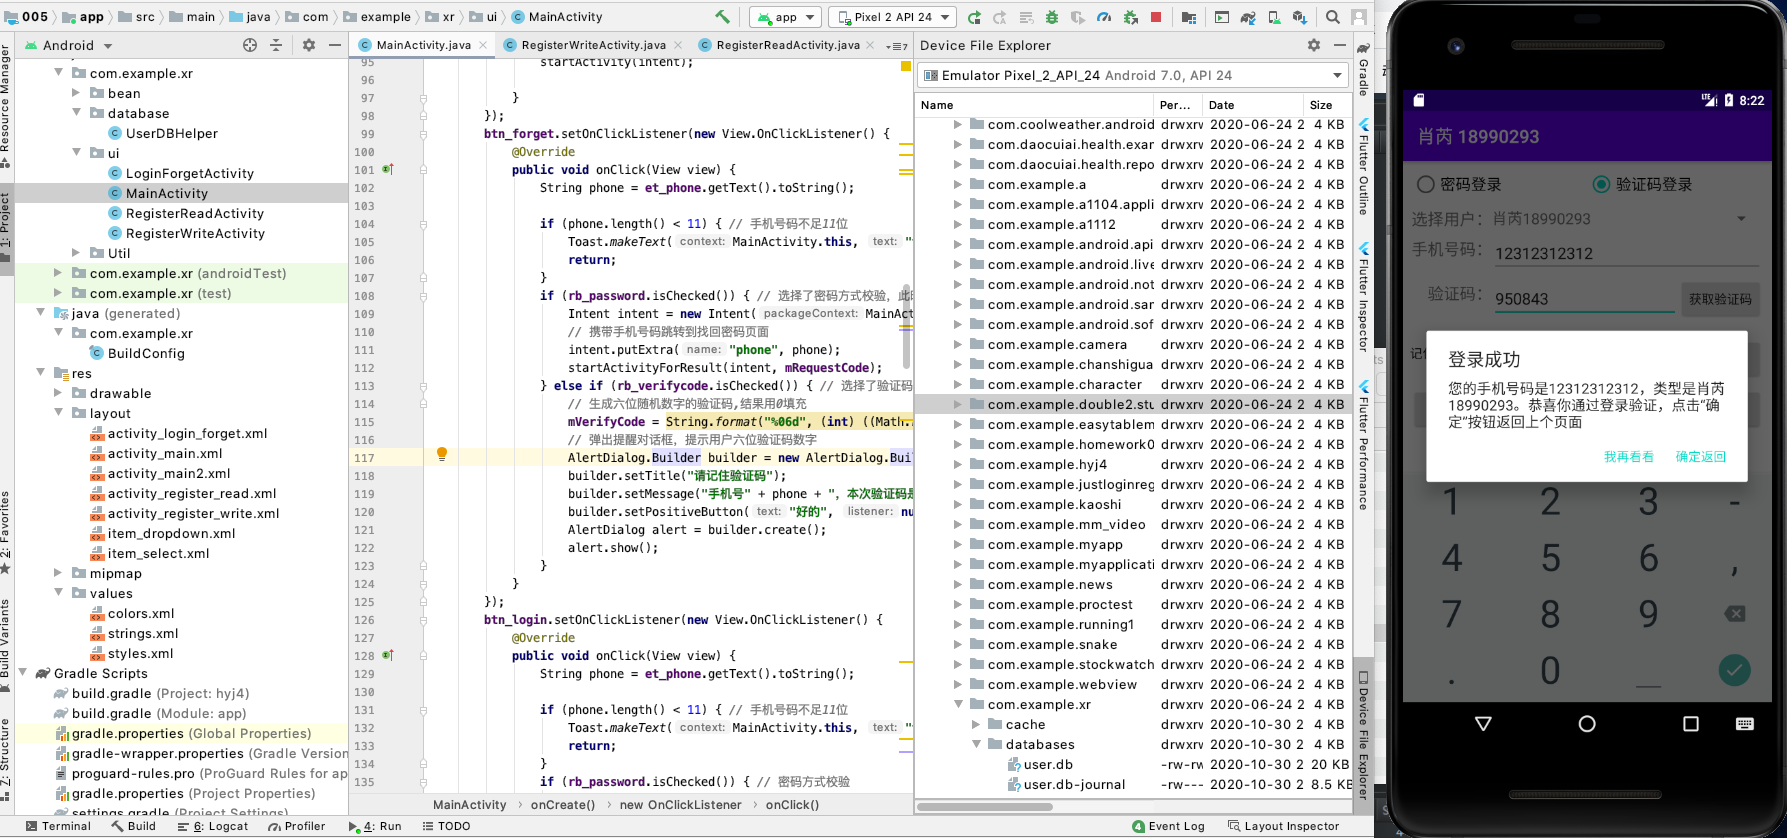 005 app src main java com example xr ui MainActivity
app Pixel 2 API 24
Android
MainActivity.java
RegisterWriteActivity.java
RegisterReadActivity.java
Device File Explorer
Resource Manager
1: Project
2: Favorites
Build Variants
7: Structure
com.example.xr
bean
database
UserDBHelper
ui
LoginForgetActivity
MainActivity
RegisterReadActivity
RegisterWriteActivity
Util
com.example.xr (androidTest)
com.example.xr (test)
java (generated)
com.example.xr
BuildConfig
res
drawable
layout
activity_login_forget.xml
activity_main.xml
activity_main2.xml
activity_register_read.xml
activity_register_write.xml
item_dropdown.xml
item_select.xml
mipmap
values
colors.xml
strings.xml
styles.xml
Gradle Scripts
build.gradle (Project: hyj4)
build.gradle (Module: app)
gradle.properties (Global Properties)
gradle-wrapper.properties (Gradle Version
proguard-rules.pro (ProGuard Rules for ap
gradle.properties (Project Properties)
settings.gradle (Project Settings)
95 startActivity(intent);
96
97 }
98 });
99 btn_forget.setOnClickListener(new View.OnClickListener() {
100 @Override
101 public void onClick(View view) {
102 String phone = et_phone.getText().toString();
103
104 if (phone.length() < 11) { // 手机号码不足11位
105 Toast.makeText( context: MainActivity.this, text: "
106 return;
107 }
108 if (rb_password.isChecked()) { // 选择了密码方式校验，此
109 Intent intent = new Intent( packageContext: MainAct
110 // 携带手机号码跳转到找回密码页面
111 intent.putExtra( name: "phone", phone);
112 startActivityForResult(intent, mRequestCode);
113 } else if (rb_verifycode.isChecked()) { // 选择了验证码
114 // 生成六位随机数字的验证码,结果用0填充
115 mVerifyCode = String.format("%06d", (int) ((Math.
116 // 弹出提醒对话框，提示用户六位验证码数字
117 AlertDialog.Builder builder = new AlertDialog.Bui
118 builder.setTitle("请记住验证码");
119 builder.setMessage("手机号" + phone + "，本次验证码是
120 builder.setPositiveButton( text: "好的", listener: nu
121 AlertDialog alert = builder.create();
122 alert.show();
123 }
124 }
125 });
126 btn_login.setOnClickListener(new View.OnClickListener() {
127 @Override
128 public void onClick(View view) {
129 String phone = et_phone.getText().toString();
130
131 if (phone.length() < 11) { // 手机号码不足11位
132 Toast.makeText( context: MainActivity.this, text: "
133 return;
134 }
135 if (rb_password.isChecked()) { // 密码方式校验
MainActivity › onCreate() › new OnClickListener › onClick()
Emulator Pixel_2_API_24 Android 7.0, API 24
Name Per... Date Size
com.coolweather.android drwxrw 2020-06-24 2 4 KB
com.daocuiai.health.exar drwxrw 2020-06-24 2 4 KB
com.daocuiai.health.repo drwxrw 2020-06-24 2 4 KB
com.example.a drwxrw 2020-06-24 2 4 KB
com.example.a1104.appli drwxrw 2020-06-24 2 4 KB
com.example.a1112 drwxrw 2020-06-24 2 4 KB
com.example.android.api drwxrw 2020-06-24 2 4 KB
com.example.android.live drwxrw 2020-06-24 2 4 KB
com.example.android.not drwxrw 2020-06-24 2 4 KB
com.example.android.sar drwxrw 2020-06-24 2 4 KB
com.example.android.sof drwxrw 2020-06-24 2 4 KB
com.example.camera drwxrw 2020-06-24 2 4 KB
com.example.chanshigua drwxrw 2020-06-24 2 4 KB
com.example.character drwxrw 2020-06-24 2 4 KB
com.example.double2.stu drwxrw 2020-06-24 2 4 KB
com.example.easytablem drwxrw 2020-06-24 2 4 KB
com.example.homework0 drwxrw 2020-06-24 2 4 KB
com.example.hyj4 drwxrw 2020-06-24 2 4 KB
com.example.justloginreg drwxrw 2020-06-24 2 4 KB
com.example.kaoshi drwxrw 2020-06-24 2 4 KB
com.example.mm_video drwxrw 2020-06-24 2 4 KB
com.example.myapp drwxrw 2020-06-24 2 4 KB
com.example.myapplicati drwxrw 2020-06-24 2 4 KB
com.example.news drwxrw 2020-06-24 2 4 KB
com.example.proctest drwxrw 2020-06-24 2 4 KB
com.example.running1 drwxrw 2020-06-24 2 4 KB
com.example.snake drwxrw 2020-06-24 2 4 KB
com.example.stockwatch drwxrw 2020-06-24 2 4 KB
com.example.webview drwxrw 2020-06-24 2 4 KB
com.example.xr drwxrw 2020-10-30 2 4 KB
cache drwxrw 2020-10-30 2 4 KB
databases drwxrw 2020-10-30 2 4 KB
user.db -rw-rw- 2020-10-30 2 20 KB
user.db-journal -rw--- 2020-10-30 2 8.5 KB
Gradle
Flutter Outline
Flutter Inspector
Flutter Performance
Device File Explorer
Terminal Build 6: Logcat Profiler 4: Run TODO
4 Event Log Layout Inspector
LTE 8:22
肖芮 18990293
密码登录 验证码登录
选择用户： 肖芮18990293
手机号码： 12312312312
验证码： 950843 获取验证码
登录成功
您的手机号码是12312312312，类型是肖芮
18990293。恭喜你通过登录验证，点击“确
定”按钮返回上个页面
我再看看 确定返回
1 2 3 -
4 5 6 ,
7 8 9
. 0